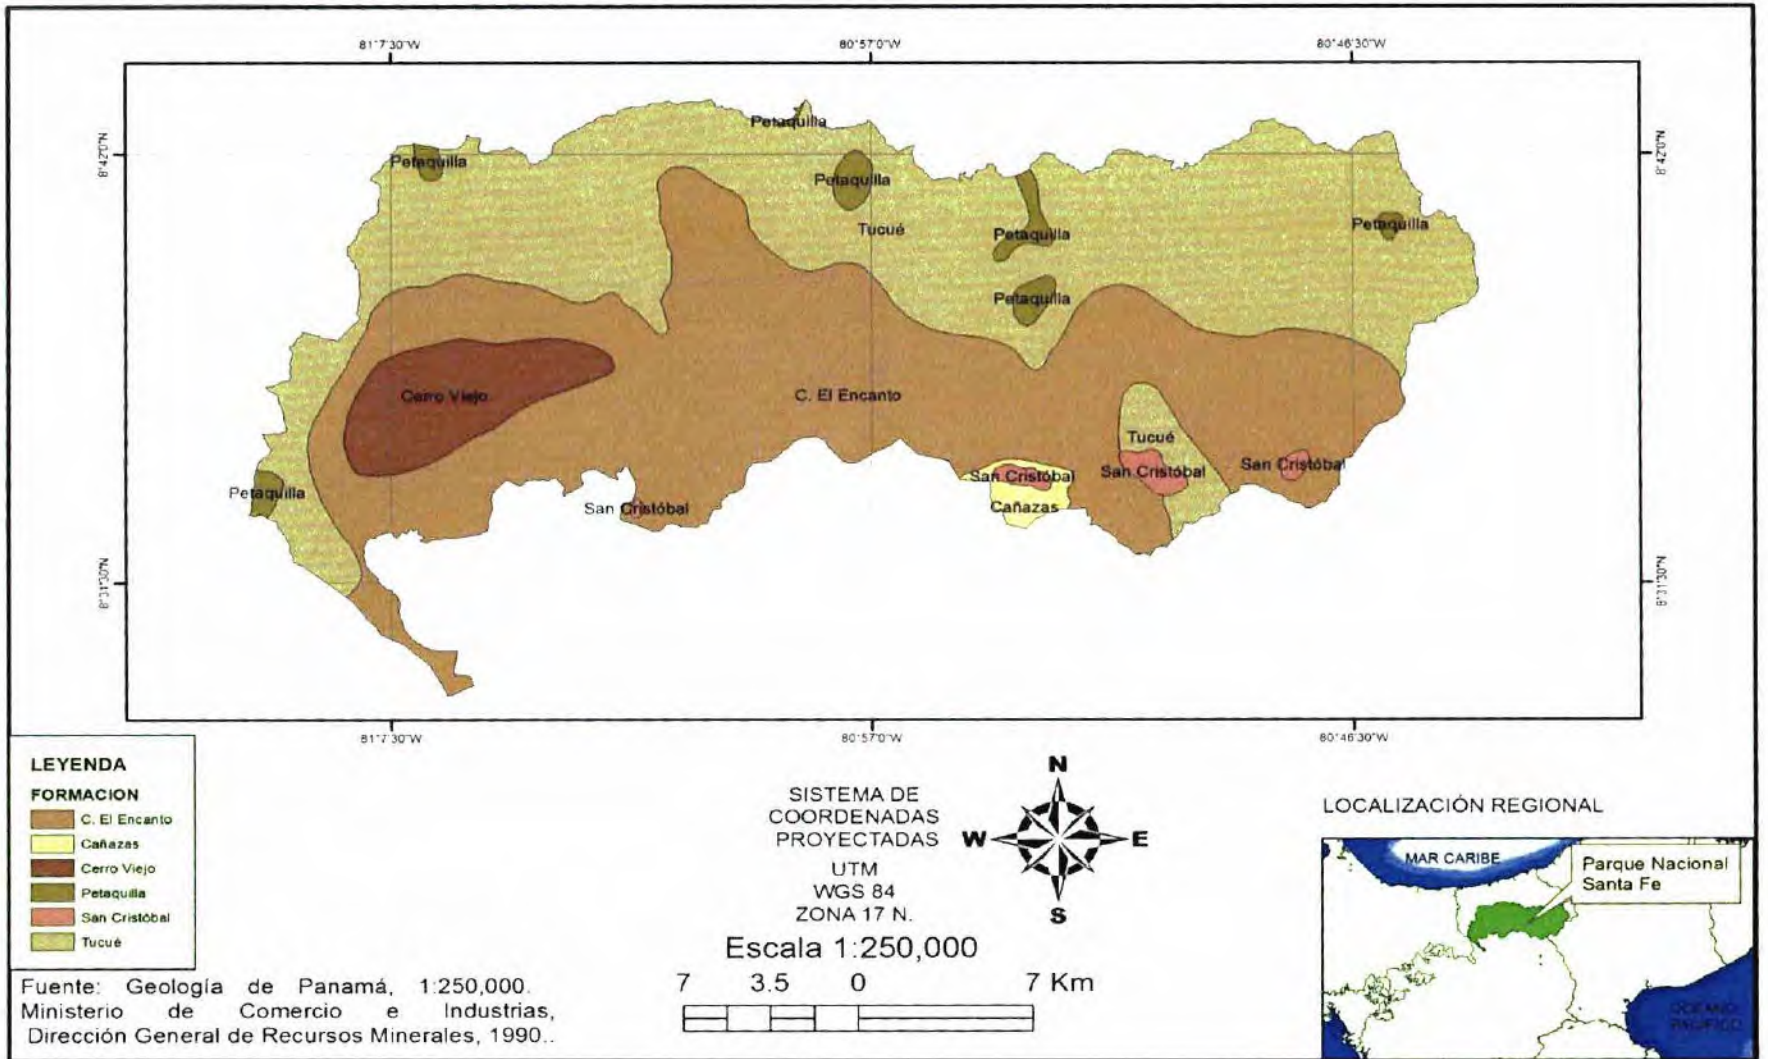 81°7'30"W
80°57'0"W
80°46'30"W
8°42'0"N
8°42'0"N
Petaquilla
Petaquilla
Petaquilla
Tucué
Petaquilla
Petaquilla
Petaquilla
Cerro Viejo
C. El Encanto
Tucué
San Cristóbal
San Cristóbal
San Cristóbal
Petaquilla
San Cristóbal
Cañazas
8°31'30"N
8°31'30"N
81°7'30"W
80°57'0"W
80°46'30"W
LEYENDA
FORMACION
C. El Encanto
Cañazas
Cerro Viejo
Petaquilla
San Cristóbal
Tucué
Fuente: Geología de Panamá, 1:250,000.
Ministerio de Comercio e Industrias,
Dirección General de Recursos Minerales, 1990..
SISTEMA DE
COORDENADAS
PROYECTADAS
UTM
WGS 84
ZONA 17 N.
N
W
E
S
Escala 1:250,000
7 3.5 0 7 Km
LOCALIZACIÓN REGIONAL
MAR CARIBE
Parque Nacional
Santa Fe
OCEANO
PACIFICO